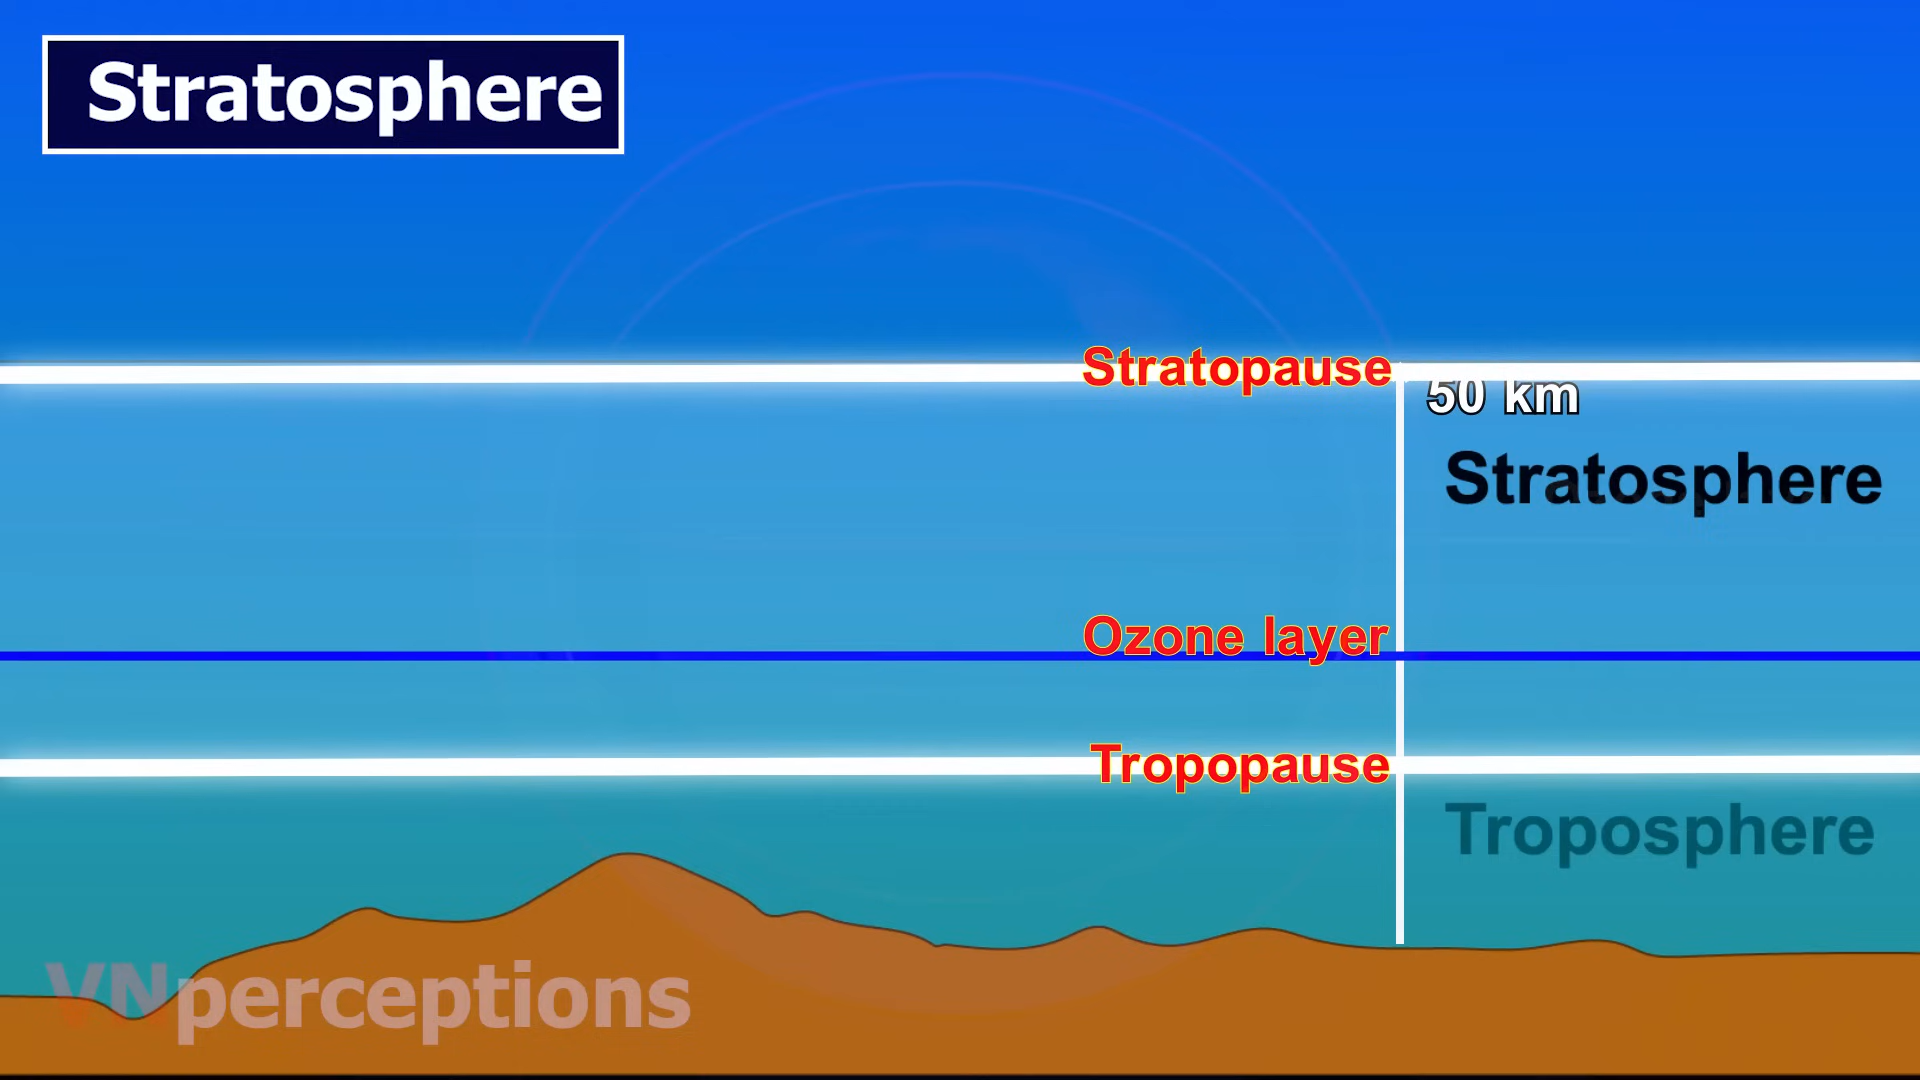 Stratosphere
Stratopause
50 km
Stratosphere
Ozone layer
Tropopause
Troposphere
VNperceptions